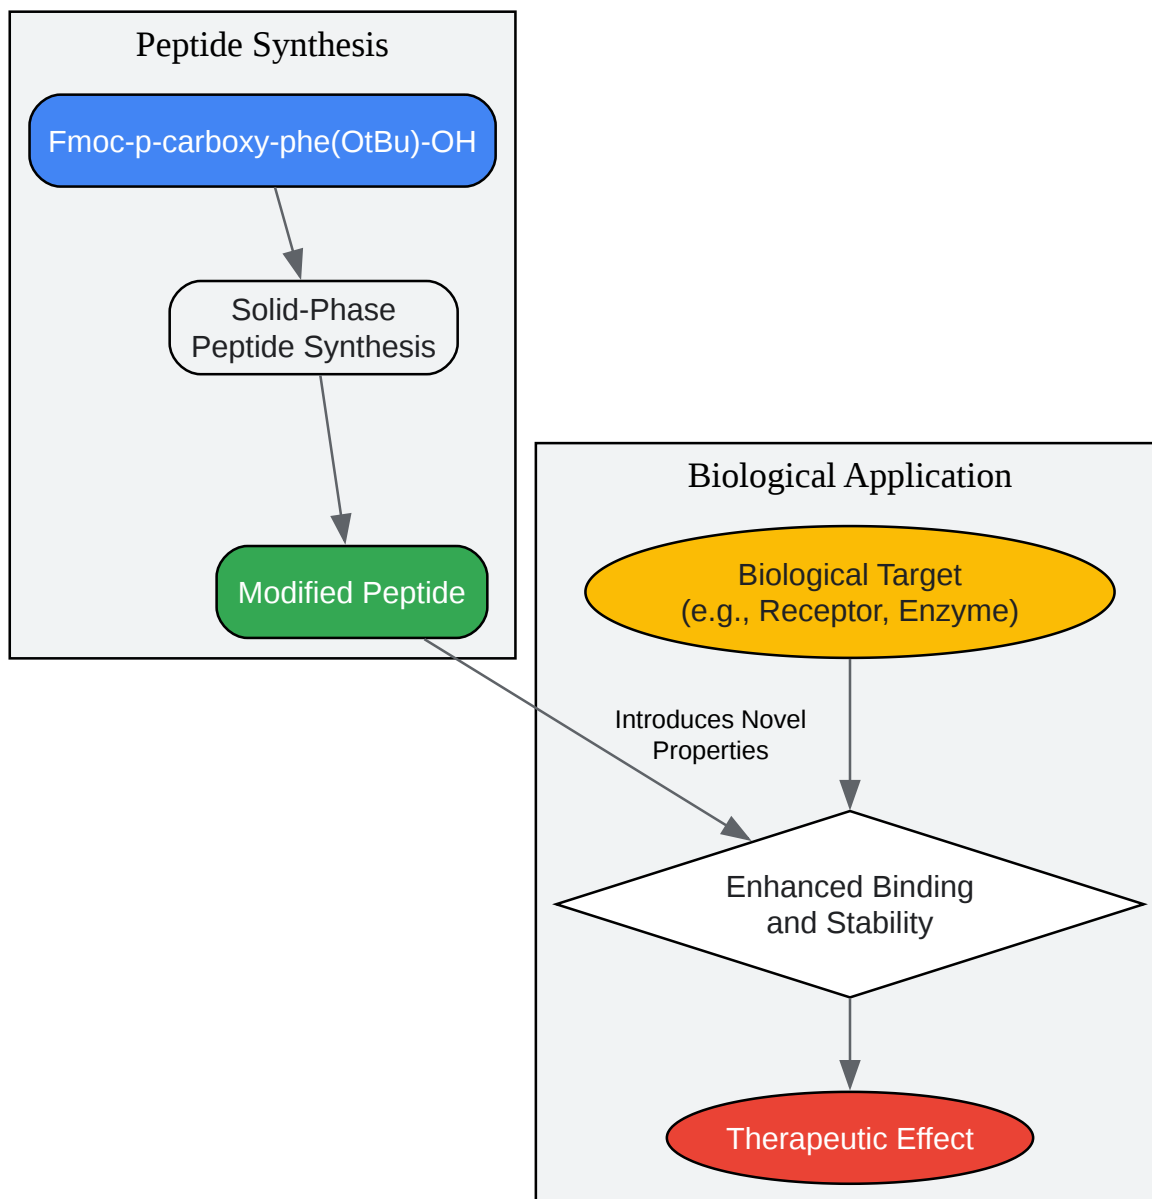 Peptide Synthesis
Fmoc-p-carboxy-phe(OtBu)-OH
Solid-Phase
Peptide Synthesis
Modified Peptide
Biological Application
Biological Target
(e.g., Receptor, Enzyme)
Introduces Novel
Properties
Enhanced Binding
and Stability
Therapeutic Effect